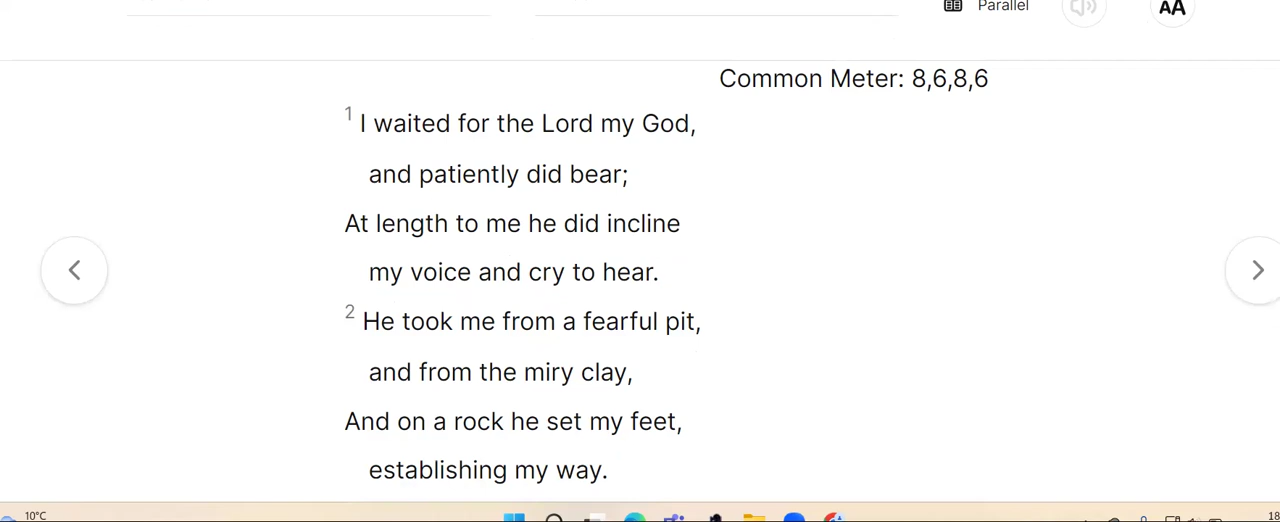 Parallel
AA
Common Meter: 8,6,8,6
1 I waited for the Lord my God,
and patiently did bear;
At length to me he did incline
my voice and cry to hear.
2 He took me from a fearful pit,
and from the miry clay,
And on a rock he set my feet,
establishing my way.
10°C
18